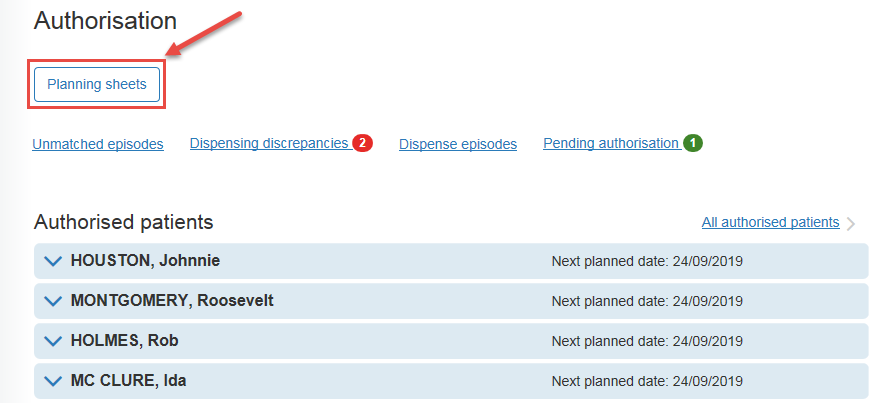 Authorisation
Planning sheets
Unmatched episodes Dispensing discrepancies 2 Dispense episodes Pending authorisation 1
Authorised patients All authorised patients
HOUSTON, Johnnie Next planned date: 24/09/2019
MONTGOMERY, Roosevelt Next planned date: 24/09/2019
HOLMES, Rob Next planned date: 24/09/2019
MC CLURE, Ida Next planned date: 24/09/2019